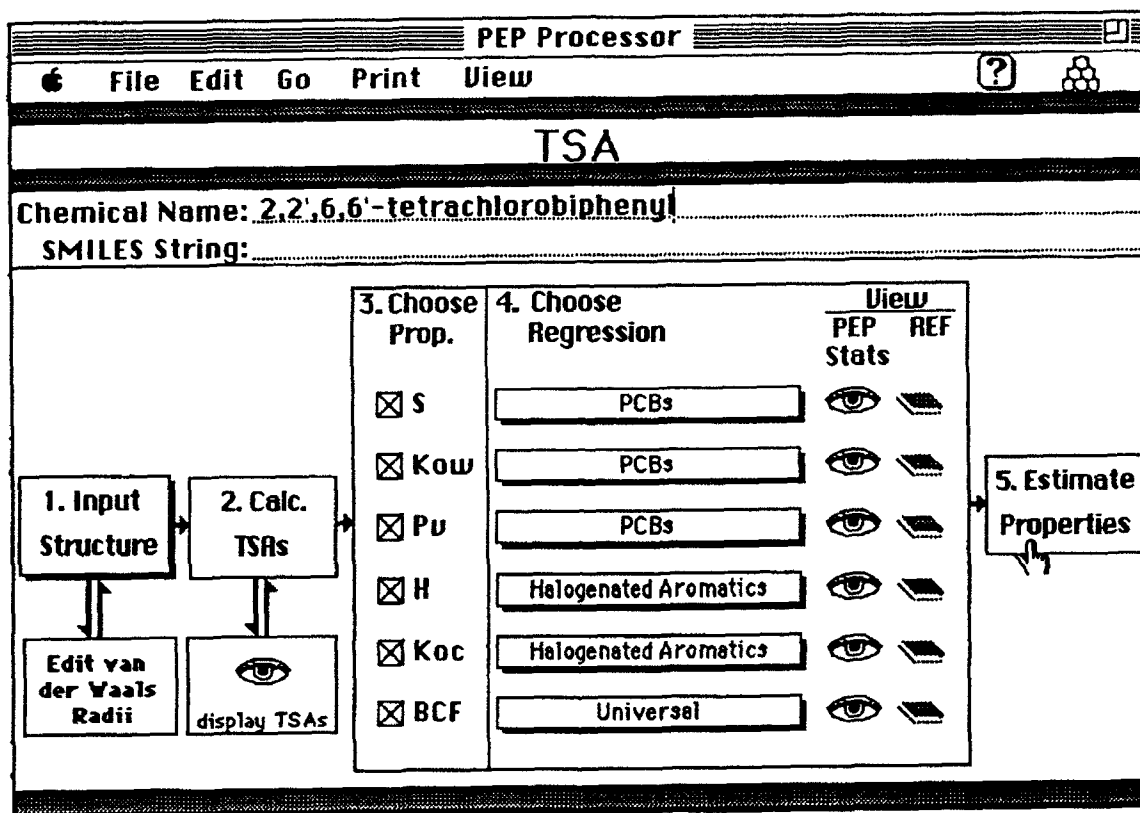 PEP Processor
File Edit Go Print View
?
TSA
Chemical Name: 2,2',6,6'-tetrachlorobiphenyl
SMILES String:
3. Choose
Prop.
4. Choose
Regression
View
PEP REF
Stats
S PCBs
Kow PCBs
Pv PCBs
H Halogenated Aromatics
Koc Halogenated Aromatics
BCF Universal
1. Input
Structure
2. Calc.
TSAs
Edit van
der Waals
Radii
display TSAs
5. Estimate
Properties